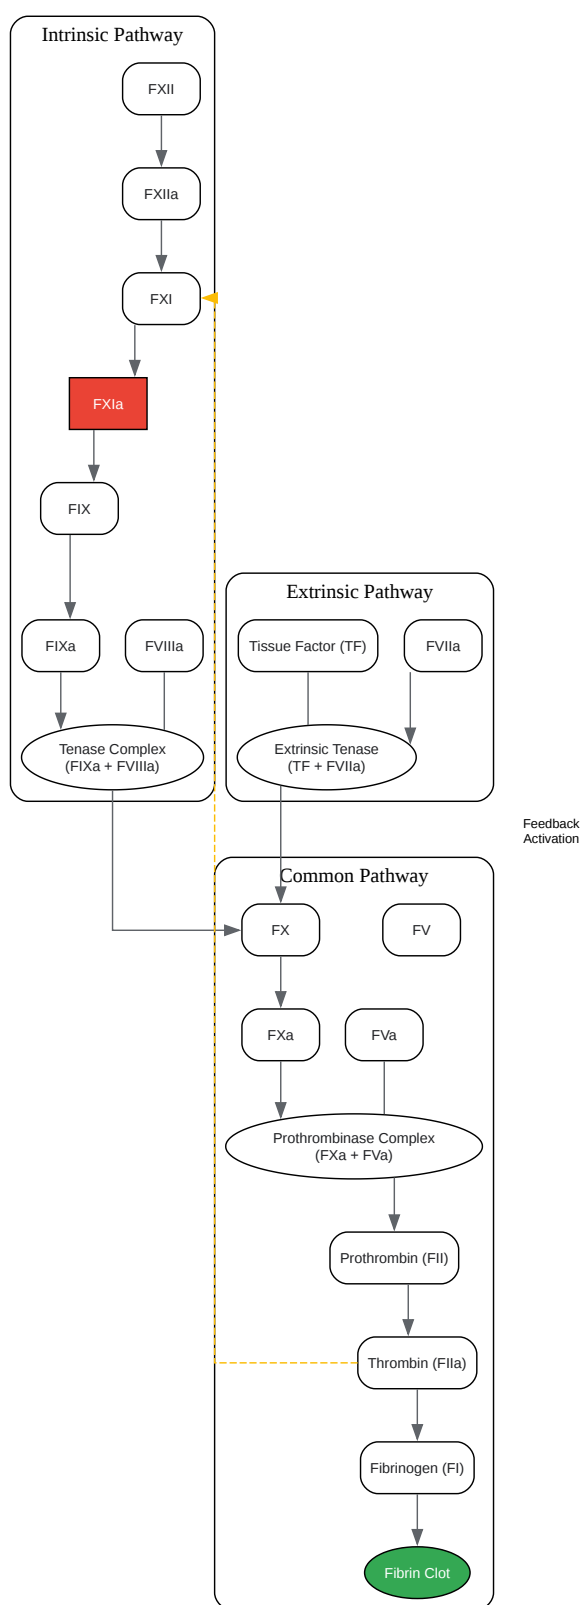 Intrinsic Pathway
FXII
FXIIa
FXI
FXIa
FIX
FIXa
FVIIIa
Tenase Complex
(FIXa + FVIIIa)
Extrinsic Pathway
Tissue Factor (TF)
FVIIa
Extrinsic Tenase
(TF + FVIIa)
Feedback
Activation
Common Pathway
FX
FV
FXa
FVa
Prothrombinase Complex
(FXa + FVa)
Prothrombin (FII)
Thrombin (FIIa)
Fibrinogen (FI)
Fibrin Clot